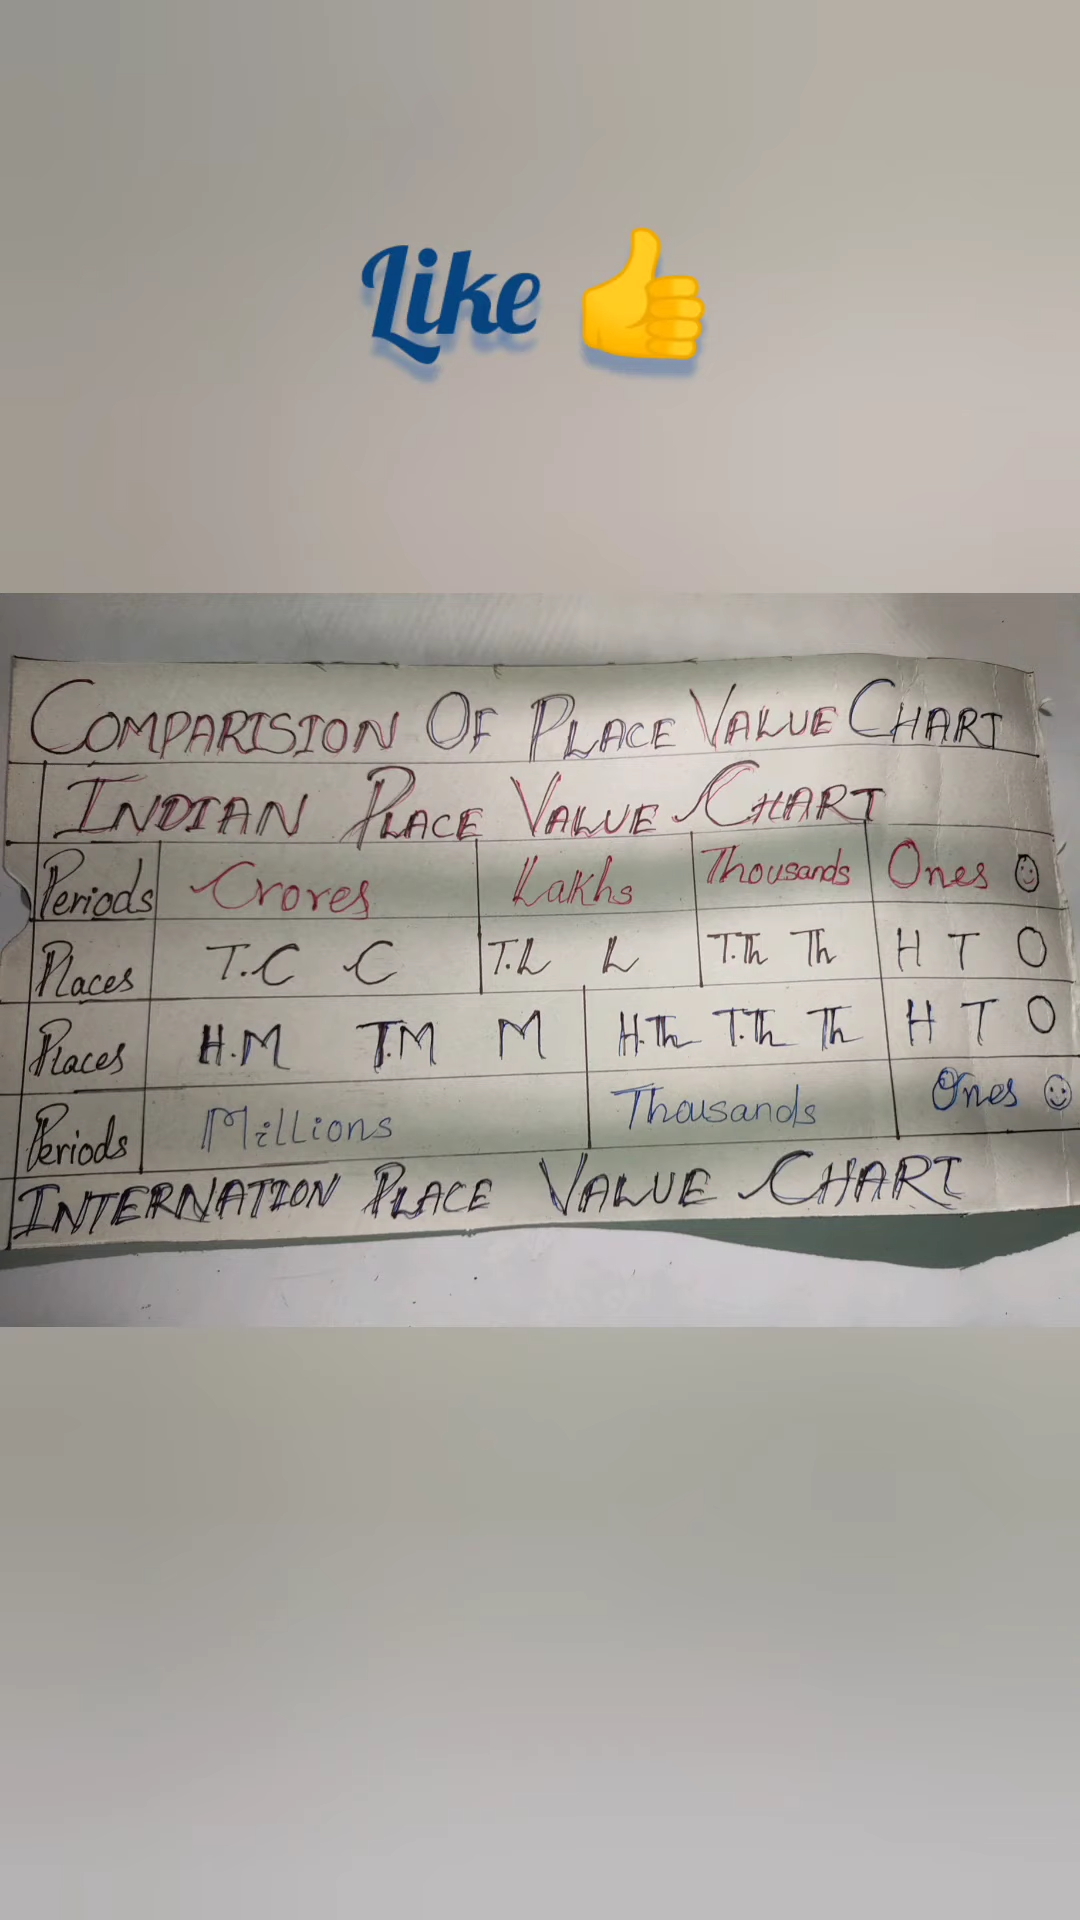 Like 👍
COMPARISION OF PLACE VALUE CHART
INDIAN PLACE VALUE CHART
Periods Crores Lakhs Thousands Ones ☺
Places T.C C T.L L T.Th Th H T O
Places H.M T.M M H.Th T.Th Th H T O
Periods Millions Thousands Ones ☺
INTERNATION PLACE VALUE CHART